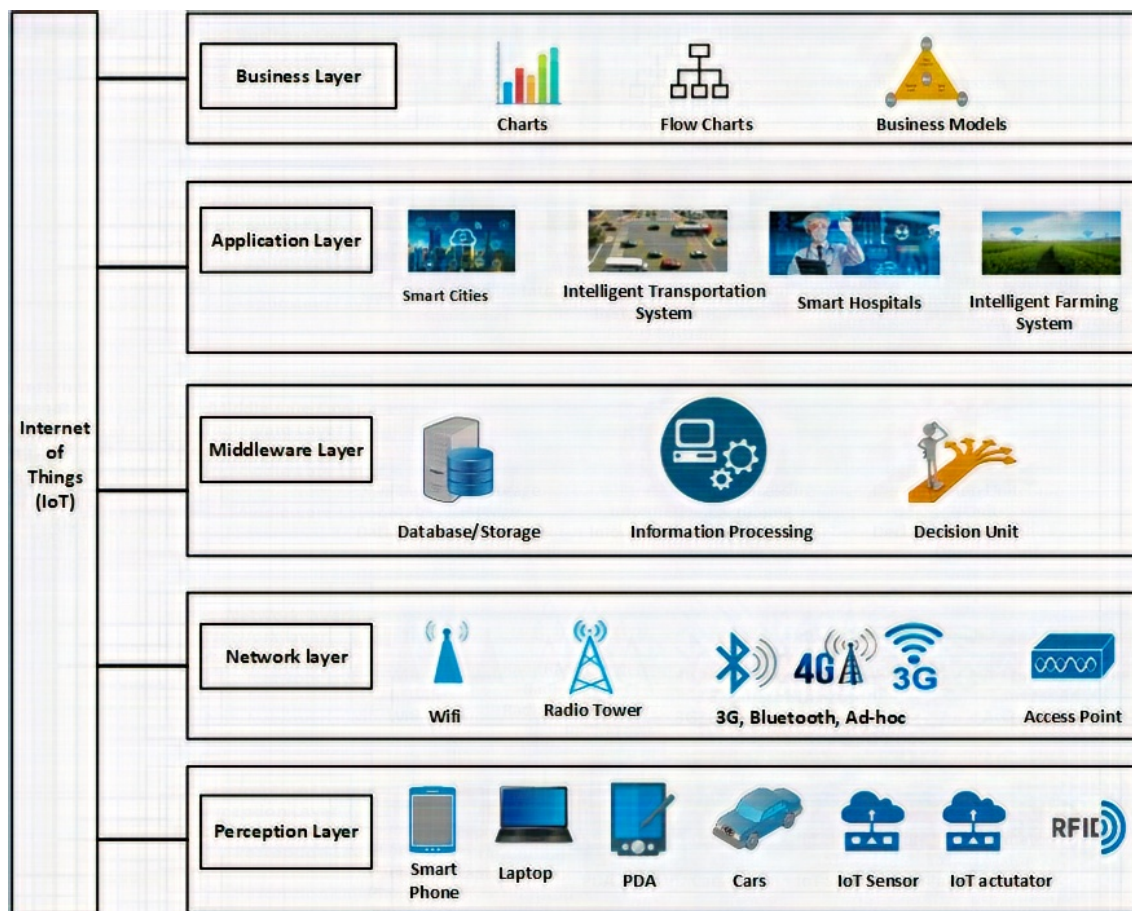 Internet
of
Things
(IoT)
Business Layer
Charts
Flow Charts
Business Models
Application Layer
Smart Cities
Intelligent Transportation
System
Smart Hospitals
Intelligent Farming
System
Middleware Layer
Database/Storage
Information Processing
Decision Unit
Network layer
4G
3G
Wifi
Radio Tower
3G, Bluetooth, Ad-hoc
Access Point
Perception Layer
RFID
Smart
Phone
Laptop
PDA
Cars
IoT Sensor
IoT actutator